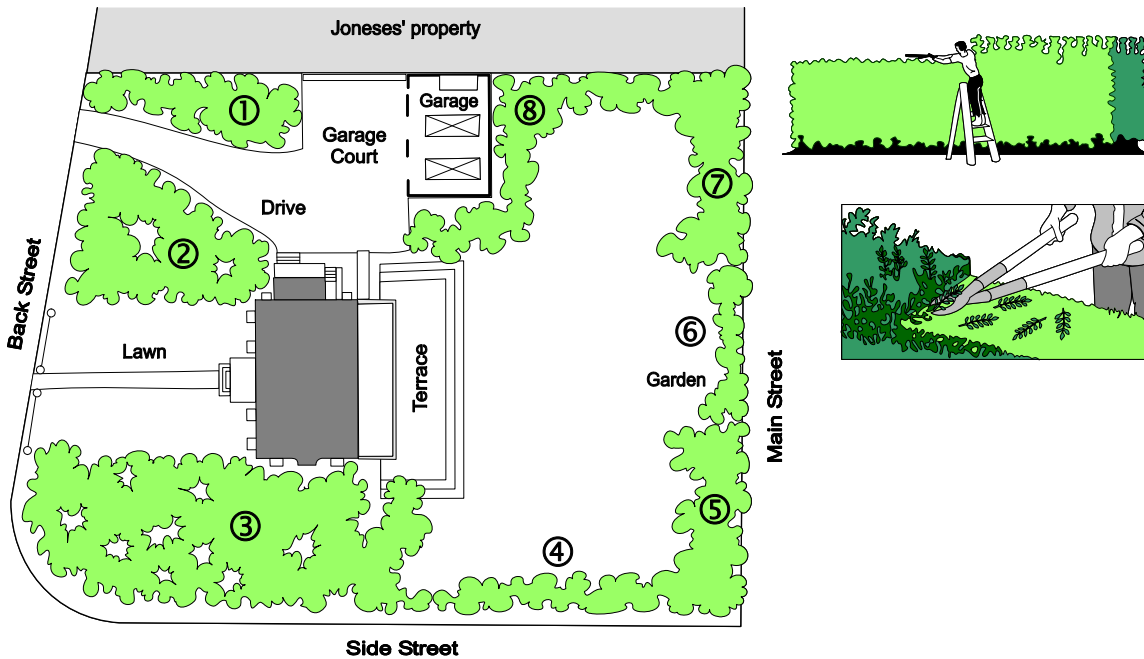 Joneses' property
①
Garage
⑧
Garage
Court
⑦
Drive
②
Back Street
⑥
Lawn
Terrace
Garden
Main Street
⑤
③
④
Side Street